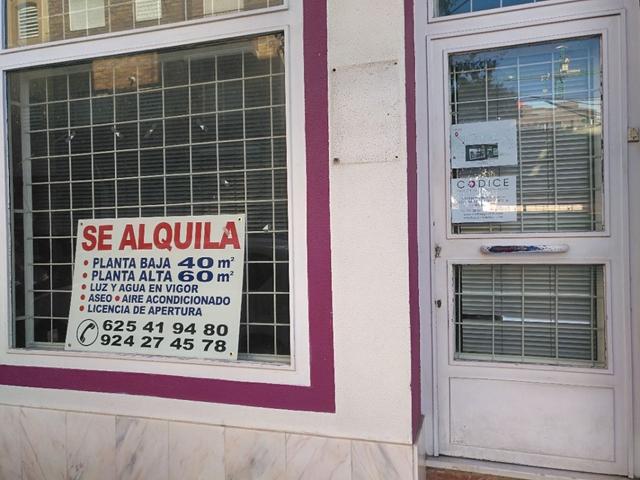 SE ALQUILA
• PLANTA BAJA 40 m²
• PLANTA ALTA 60 m²
• LUZ Y AGUA EN VIGOR
• ASEO • AIRE ACONDICIONADO
• LICENCIA DE APERTURA
625 41 94 80
924 27 45 78
CODICE